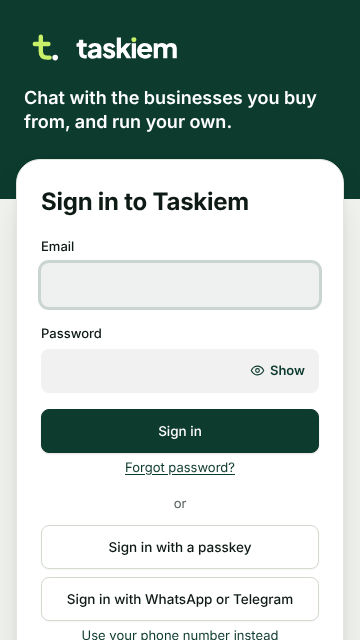 taskiem
Chat with the businesses you buy
from, and run your own.
Sign in to Taskiem
Email
Password
Show
Sign in
Forgot password?
or
Sign in with a passkey
Sign in with WhatsApp or Telegram
Use your phone number instead